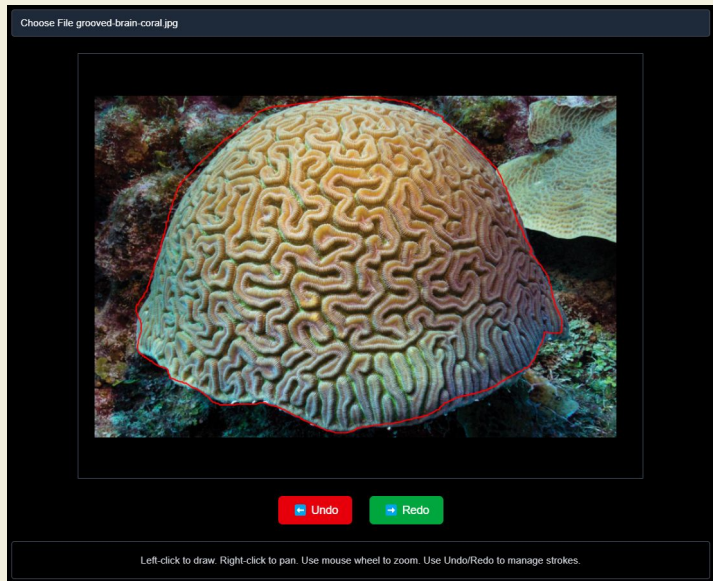 Choose File grooved-brain-coral.jpg
⬅️ Undo
➡️ Redo
Left-click to draw. Right-click to pan. Use mouse wheel to zoom. Use Undo/Redo to manage strokes.